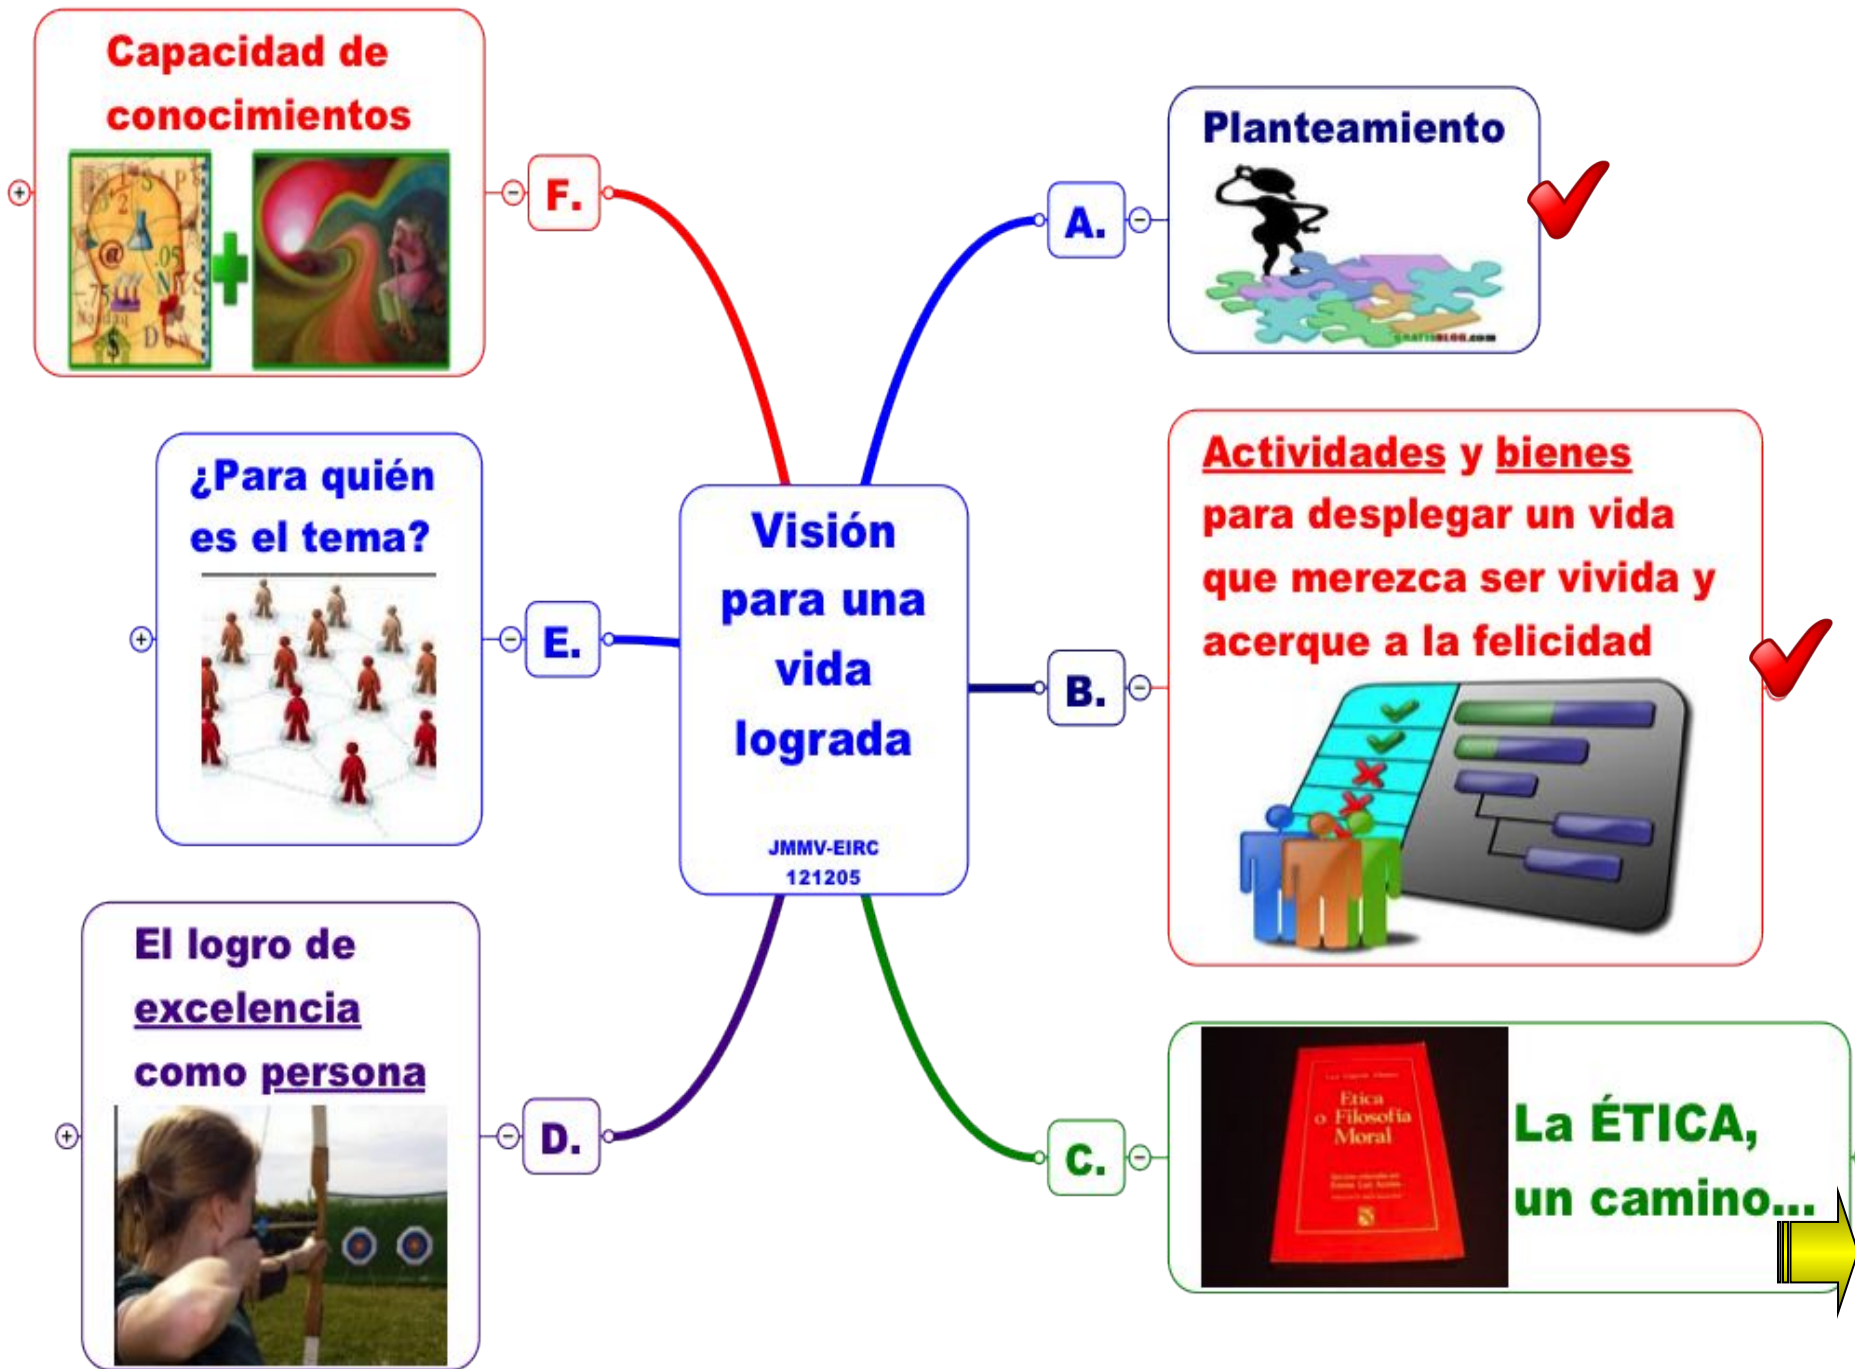 Visión
para una
vida
lograda
JMMV-EIRC
121205
A.
Planteamiento
B.
Actividades y bienes
para desplegar un vida
que merezca ser vivida y
acerque a la felicidad
C.
Etica
o Filosofía
Moral
La ÉTICA,
un camino...
D.
El logro de
excelencia
como persona
E.
¿Para quién
es el tema?
F.
Capacidad de
conocimientos